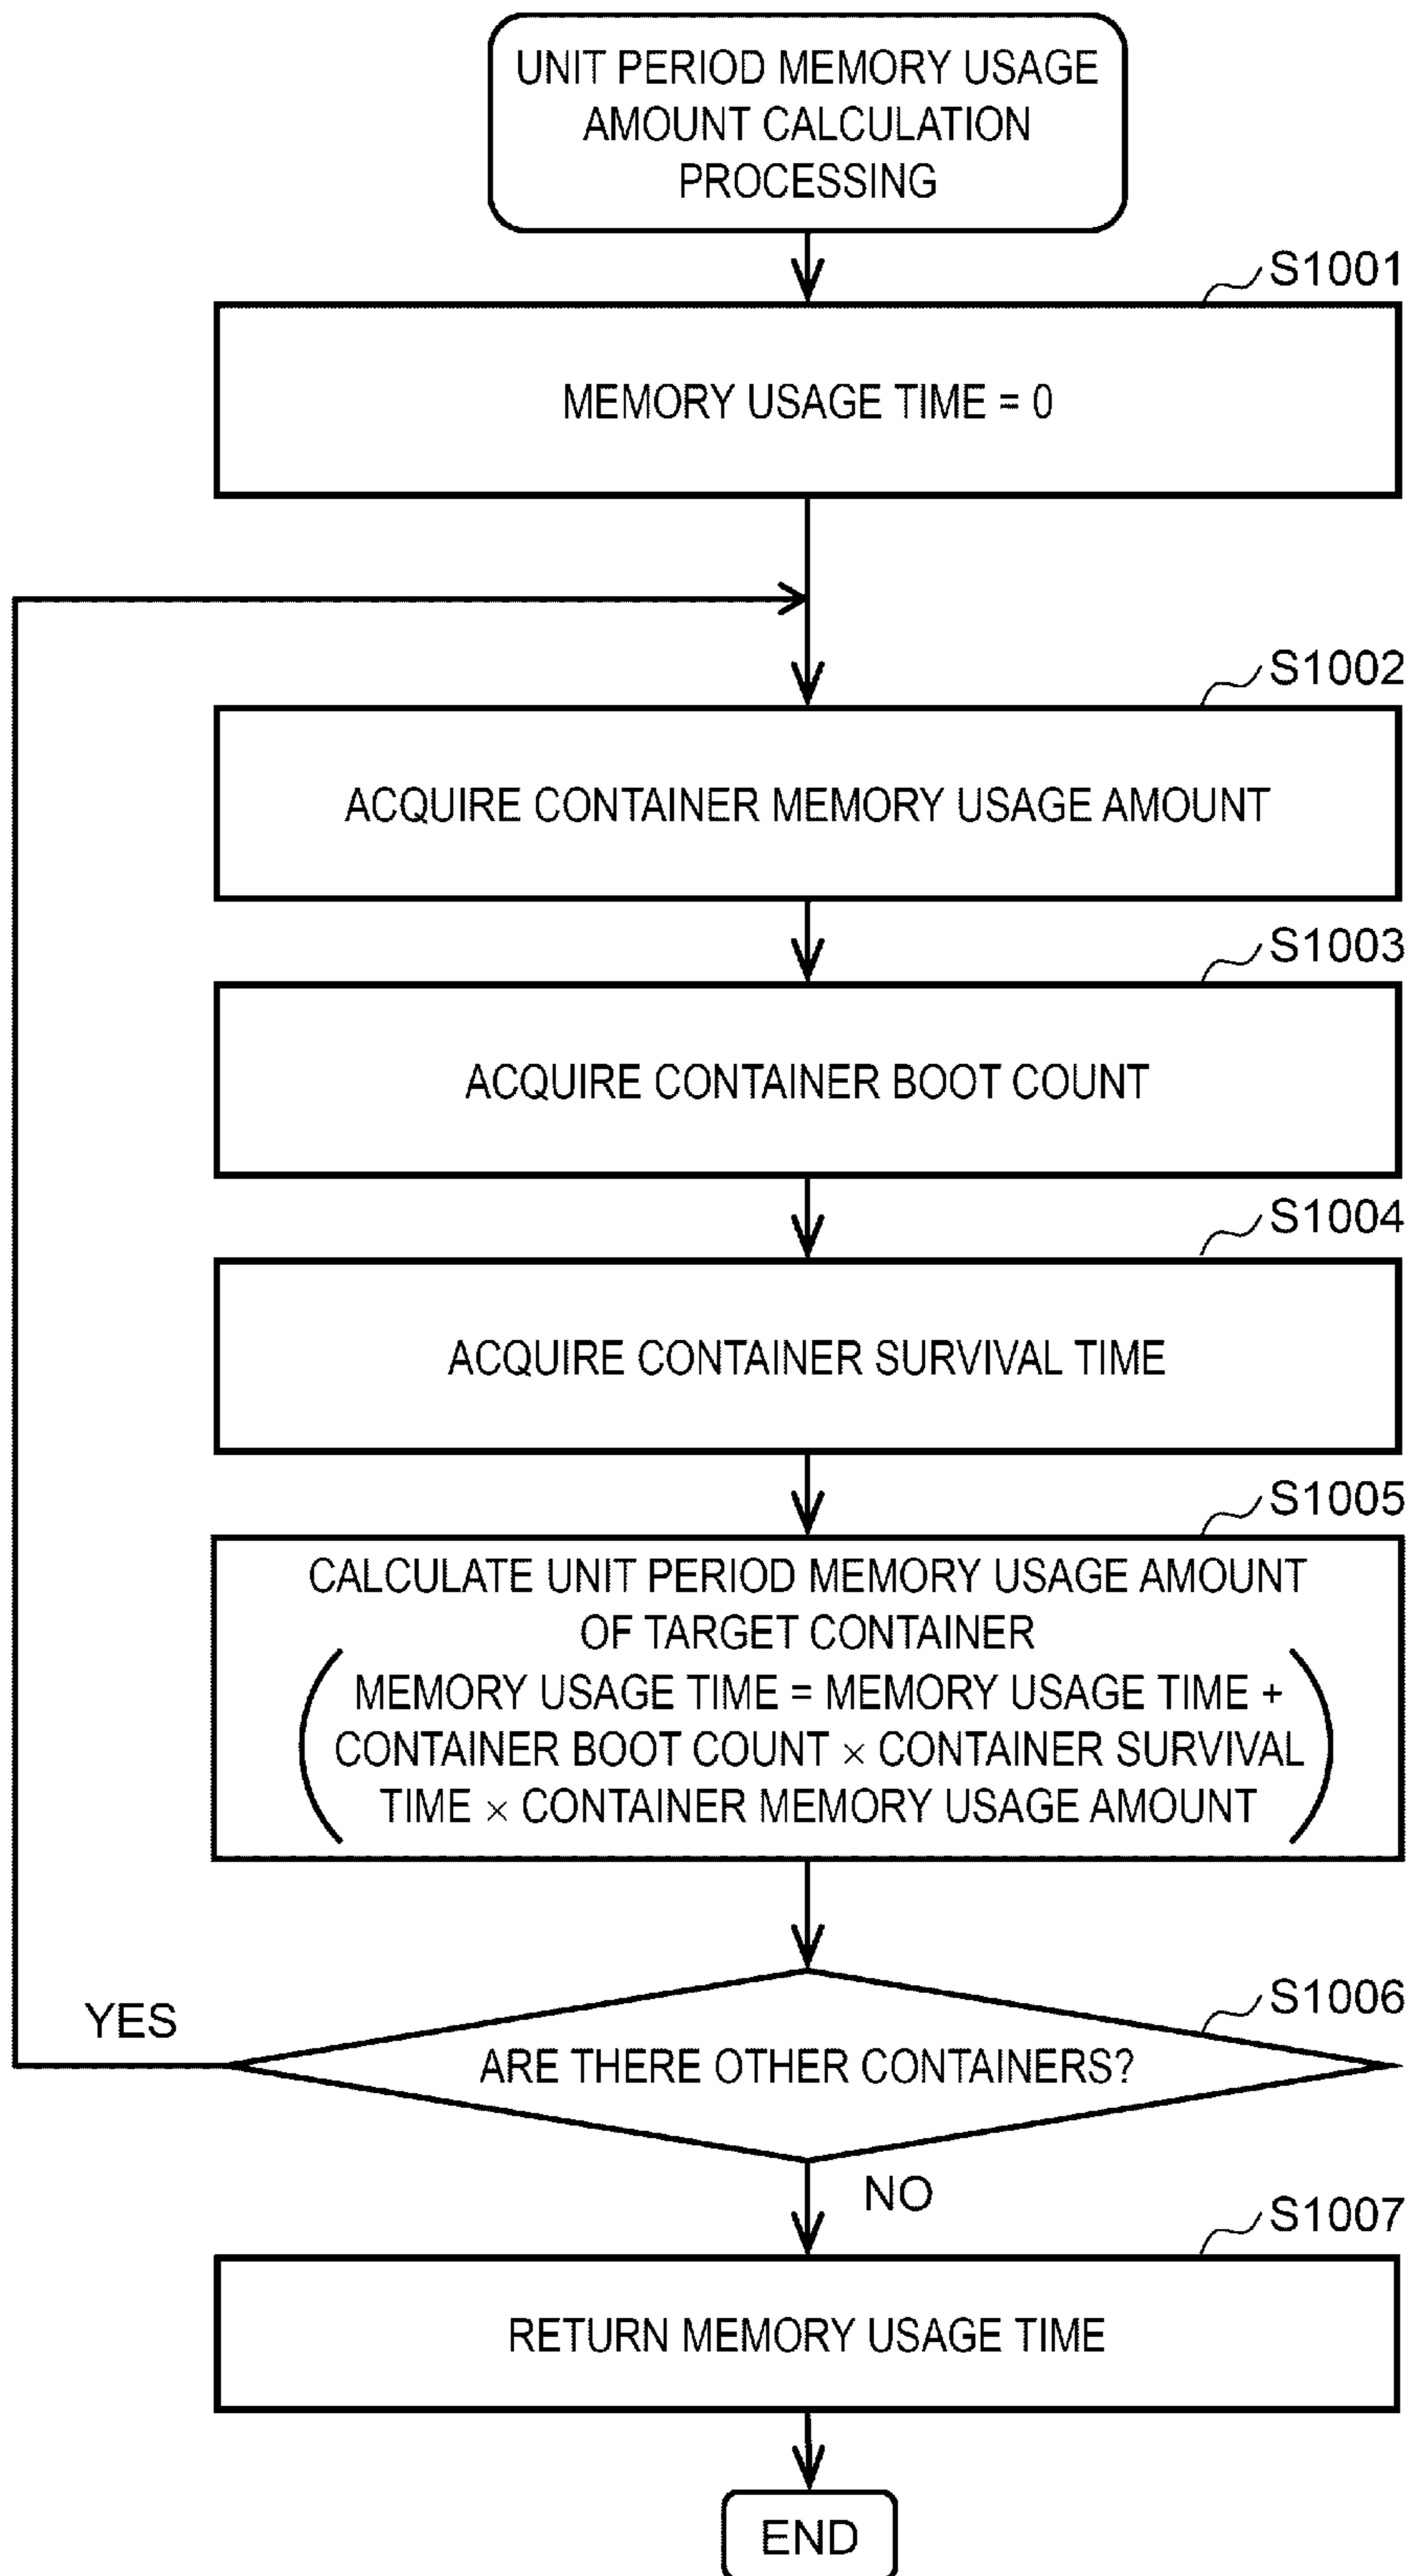 UNIT PERIOD MEMORY USAGE
AMOUNT CALCULATION
PROCESSING
S1001
MEMORY USAGE TIME = 0
S1002
ACQUIRE CONTAINER MEMORY USAGE AMOUNT
S1003
ACQUIRE CONTAINER BOOT COUNT
S1004
ACQUIRE CONTAINER SURVIVAL TIME
S1005
CALCULATE UNIT PERIOD MEMORY USAGE AMOUNT
OF TARGET CONTAINER
( MEMORY USAGE TIME = MEMORY USAGE TIME +
CONTAINER BOOT COUNT × CONTAINER SURVIVAL
TIME × CONTAINER MEMORY USAGE AMOUNT )
S1006
YES
ARE THERE OTHER CONTAINERS?
NO
S1007
RETURN MEMORY USAGE TIME
END